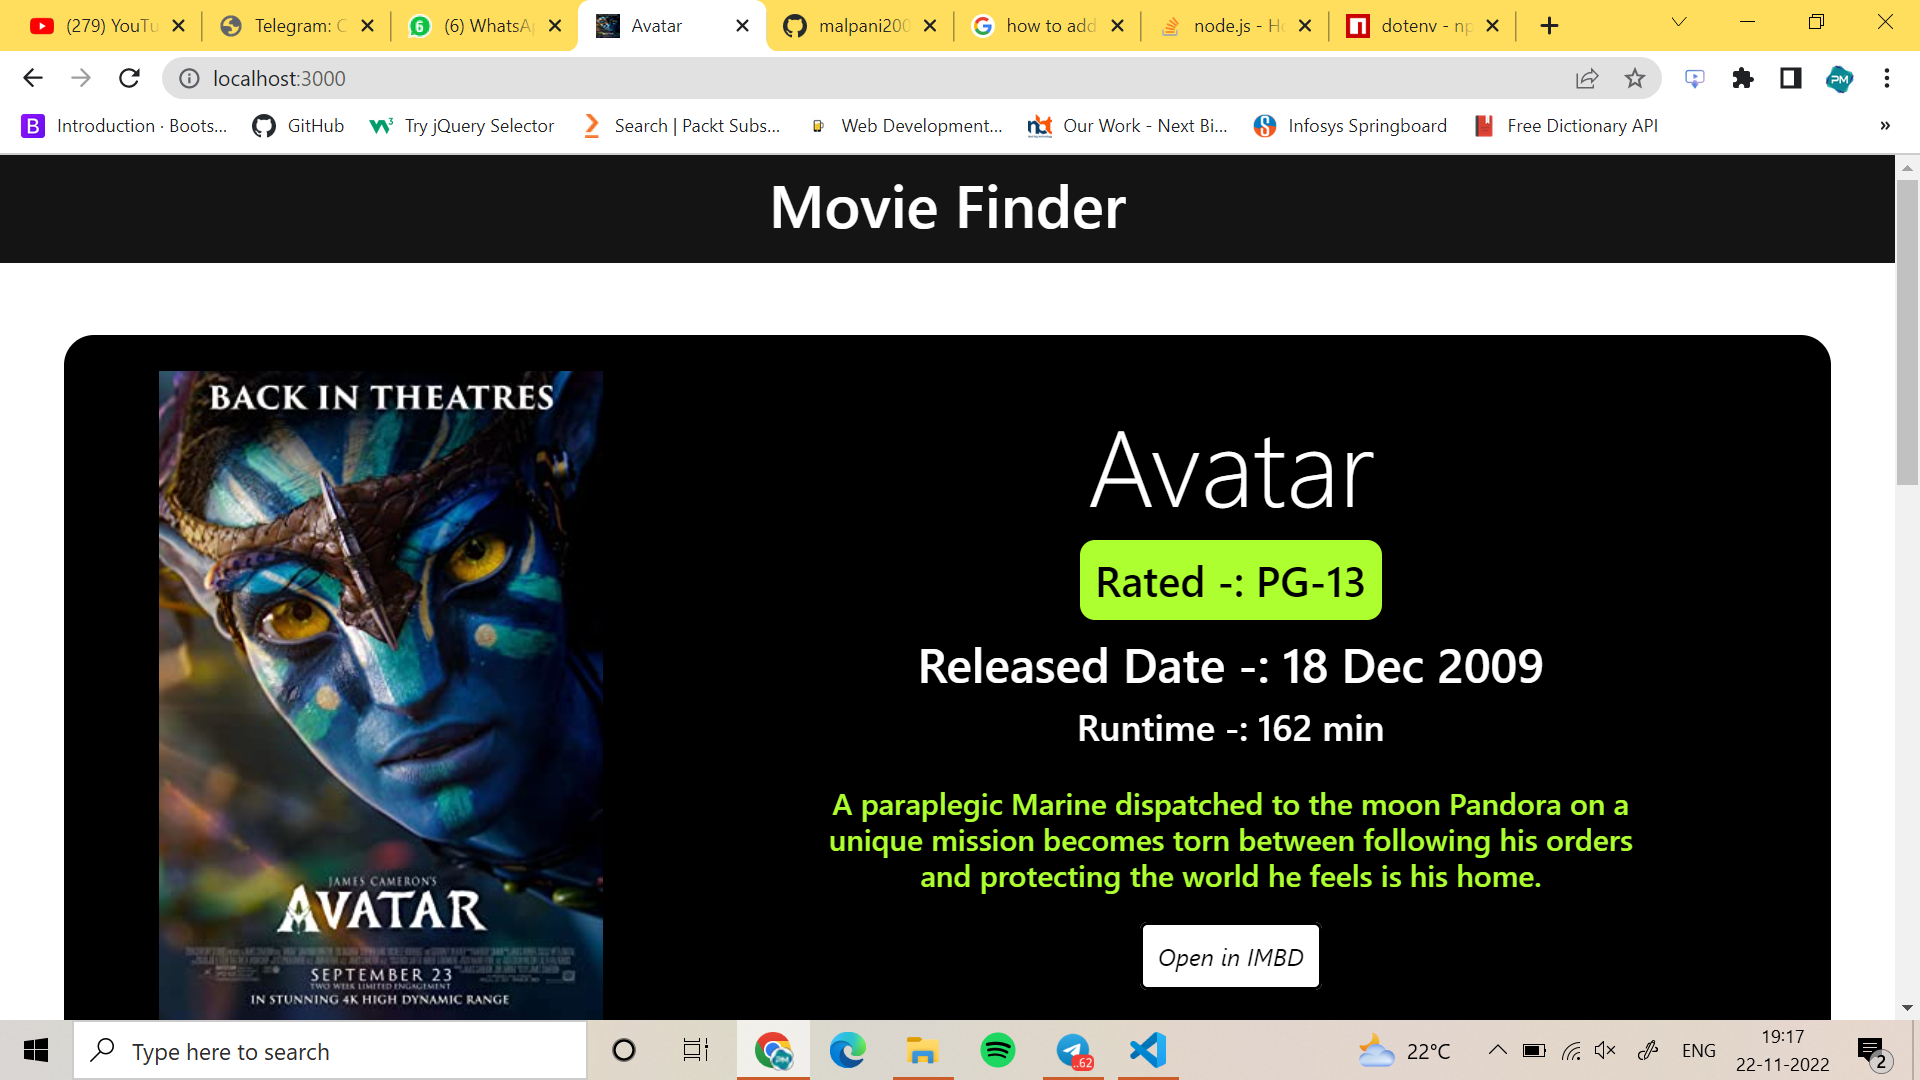 (279) YouTu
Telegram: C
(6) WhatsAp
Avatar
malpani200
how to add
node.js - Ho
dotenv - np
localhost:3000
Introduction · Boots...
GitHub
Try jQuery Selector
Search | Packt Subs...
Web Development...
Our Work - Next Bi...
Infosys Springboard
Free Dictionary API
»
Movie Finder
BACK IN THEATRES
JAMES CAMERON'S
AVATAR
SEPTEMBER 23
TWO WEEK LIMITED ENGAGEMENT
IN STUNNING 4K HIGH DYNAMIC RANGE
Avatar
Rated -: PG-13
Released Date -: 18 Dec 2009
Runtime -: 162 min
A paraplegic Marine dispatched to the moon Pandora on a
unique mission becomes torn between following his orders
and protecting the world he feels is his home.
Open in IMBD
Type here to search
..62
22°C
ENG
19:17
22-11-2022
2